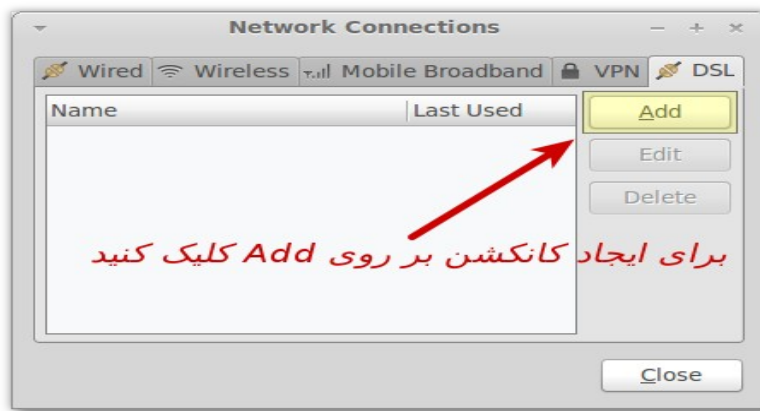 Network Connections
Wired Wireless Mobile Broadband VPN DSL
Name Last Used Add
Edit
Delete
برای ایجاد کانکشن بر روی Add کلیک کنید
Close